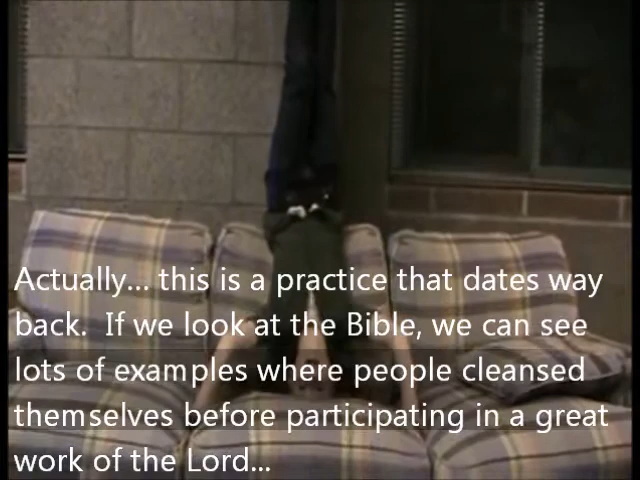 Actually... this is a practice that dates way
back.  If we look at the Bible, we can see
lots of examples where people cleansed
themselves before participating in a great
work of the Lord...